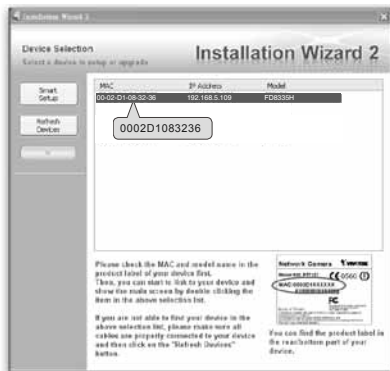 Installation Wizard 2
Device Selection
Select a device to setup or upgrade
Installation Wizard 2
Smart
Setup
Refresh
Devices
MAC IP Address Model
00-02-D1-08-32-36 192.168.5.109 FD8335H
0002D1083236
Please check the MAC and model name in the
product label of your device first.
Then, you can start to link to your device and
show the main screen by double clicking the
item in the above selection list.
If you are not able to find your device in the
above selection list, please make sure all
cables are properly connected to your device
and then click on the "Refresh Devices"
button.
Network Camera VIVOTEK
0560
FC
You can find the product label in
the rear/bottom part of your
device.